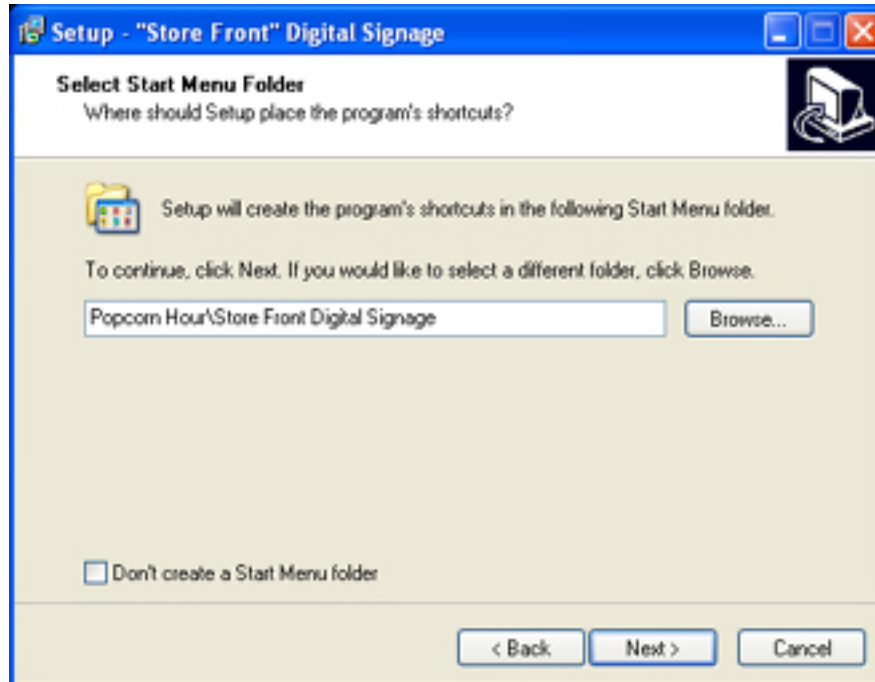 Setup - "Store Front" Digital Signage
Select Start Menu Folder
Where should Setup place the program's shortcuts?
Setup will create the program's shortcuts in the following Start Menu folder.
To continue, click Next. If you would like to select a different folder, click Browse.
Popcorn Hour\Store Front Digital Signage
Browse...
Don't create a Start Menu folder
< Back
Next >
Cancel